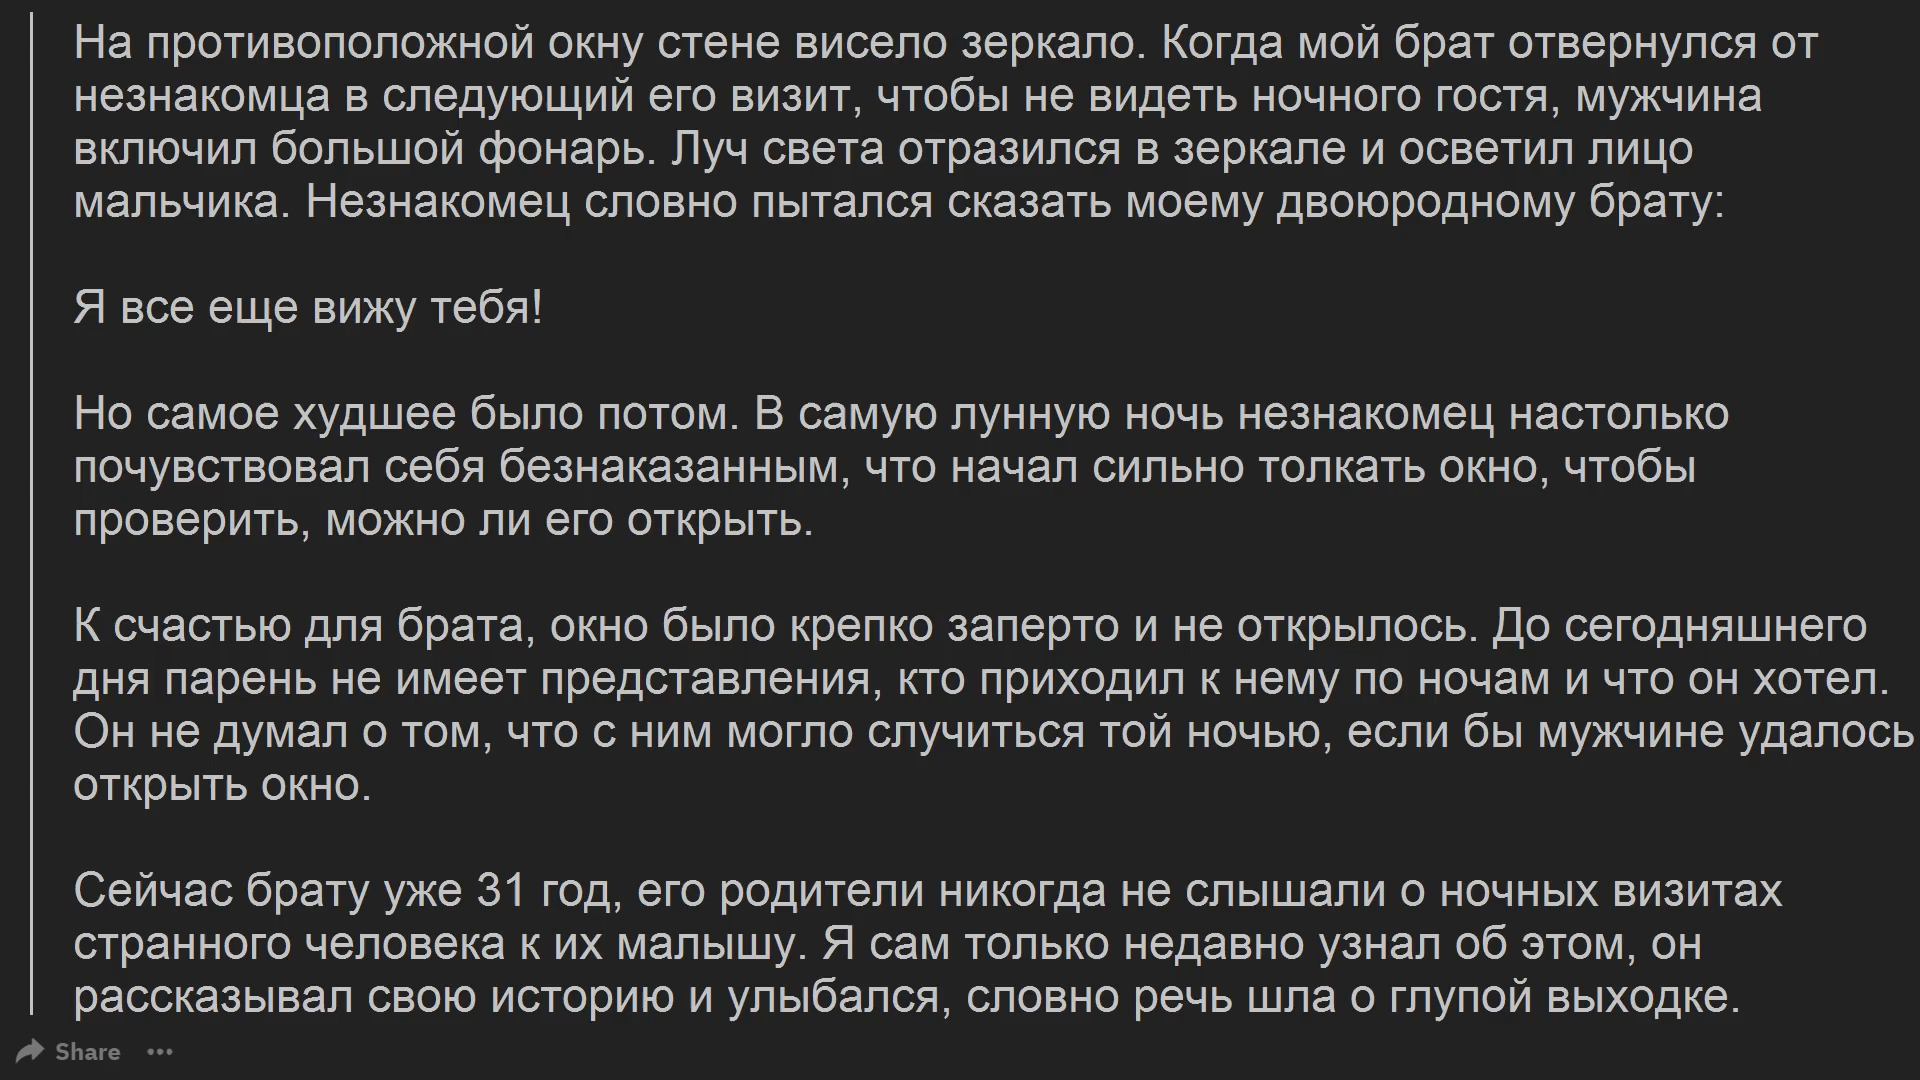 На противоположной окну стене висело зеркало. Когда мой брат отвернулся от
незнакомца в следующий его визит, чтобы не видеть ночного гостя, мужчина
включил большой фонарь. Луч света отразился в зеркале и осветил лицо
мальчика. Незнакомец словно пытался сказать моему двоюродному брату:
Я все еще вижу тебя!
Но самое худшее было потом. В самую лунную ночь незнакомец настолько
почувствовал себя безнаказанным, что начал сильно толкать окно, чтобы
проверить, можно ли его открыть.
К счастью для брата, окно было крепко заперто и не открылось. До сегодняшнего
дня парень не имеет представления, кто приходил к нему по ночам и что он хотел.
Он не думал о том, что с ним могло случиться той ночью, если бы мужчине удалось
открыть окно.
Сейчас брату уже 31 год, его родители никогда не слышали о ночных визитах
странного человека к их малышу. Я сам только недавно узнал об этом, он
рассказывал свою историю и улыбался, словно речь шла о глупой выходке.
Share •••